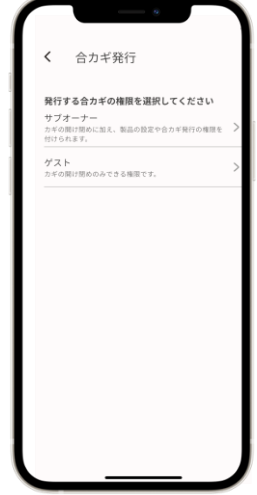 合カギ発行
発行する合カギの権限を選択してください
サブオーナー
カギの開け閉めに加え、製品の設定や合カギ発行の権限を
付けられます。
ゲスト
カギの開け閉めのみできる権限です。